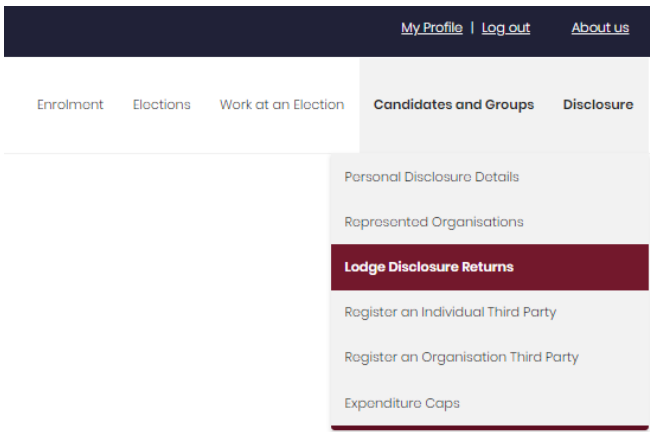 My Profile | Log out About us
Enrolment Elections Work at an Election Candidates and Groups Disclosure
Personal Disclosure Details
Represented Organisations
Lodge Disclosure Returns
Register an Individual Third Party
Register an Organisation Third Party
Expenditure Caps